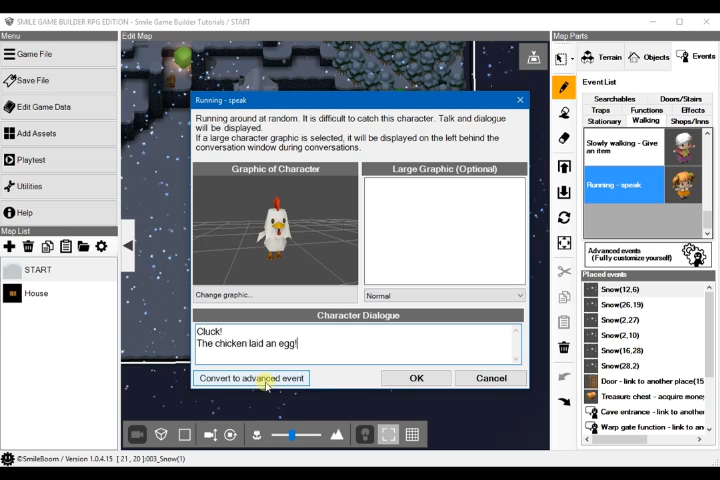 SMILE GAME BUILDER RPG EDITION - Smile Game Builder Tutorials / START
Menu
Edit Map
Map Parts
Game File
Save File
Edit Game Data
Add Assets
Playtest
Utilities
Help
Map List
START
House
Running - speak
Running around at random. It is difficult to catch this character. Talk and dialogue
will be displayed.
If a large character graphic is selected, it will be displayed on the left behind the
conversation window during conversations.
Graphic of Character
Large Graphic (Optional)
Change graphic...
Normal
Character Dialogue
Cluck!
The chicken laid an egg!
Convert to advanced event
OK
Cancel
Terrain
Objects
Events
Event List
Searchables
Doors/Stairs
Traps
Functions
Effects
Stationary
Walking
Shops/Inns
Slowly walking - Give
an item
Running - speak
Advanced events
(Fully customize yourself)
Placed events
Snow(12,6)
Snow(26,19)
Snow(2,27)
Snow(2,10)
Snow(16,28)
Snow(28,2)
Door - link to another place(15
Treasure chest - acquire money
Cave entrance - link to another
Warp gate function - link to an
©SmileBoom / Version 1.0.4.15 [ 21 , 20 ]:003_Snow(1)